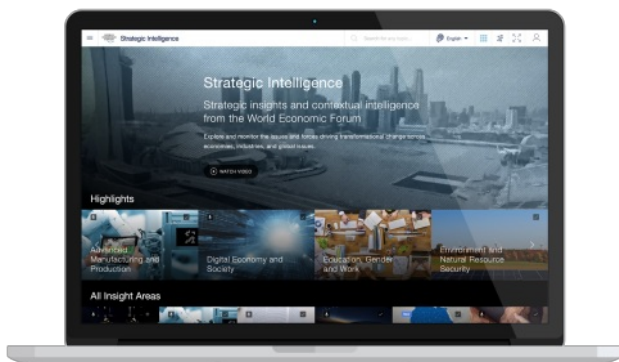 Strategic Intelligence
English
Strategic Intelligence
Strategic insights and contextual intelligence
from the World Economic Forum
Explore and monitor the issues and forces driving transformational change across
economies, industries, and global issues.
WATCH VIDEO
Highlights
Advanced
Manufacturing and
Production
Digital Economy and
Society
Education, Gender
and Work
Environment and
Natural Resource
Security
All Insight Areas